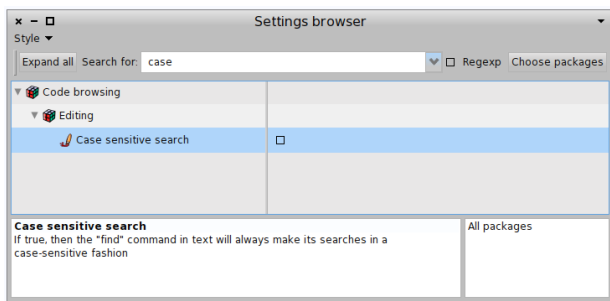 Settings browser
Style
Expand all Search for: case Regexp Choose packages
Code browsing
Editing
Case sensitive search
Case sensitive search
If true, then the "find" command in text will always make its searches in a
case-sensitive fashion
All packages